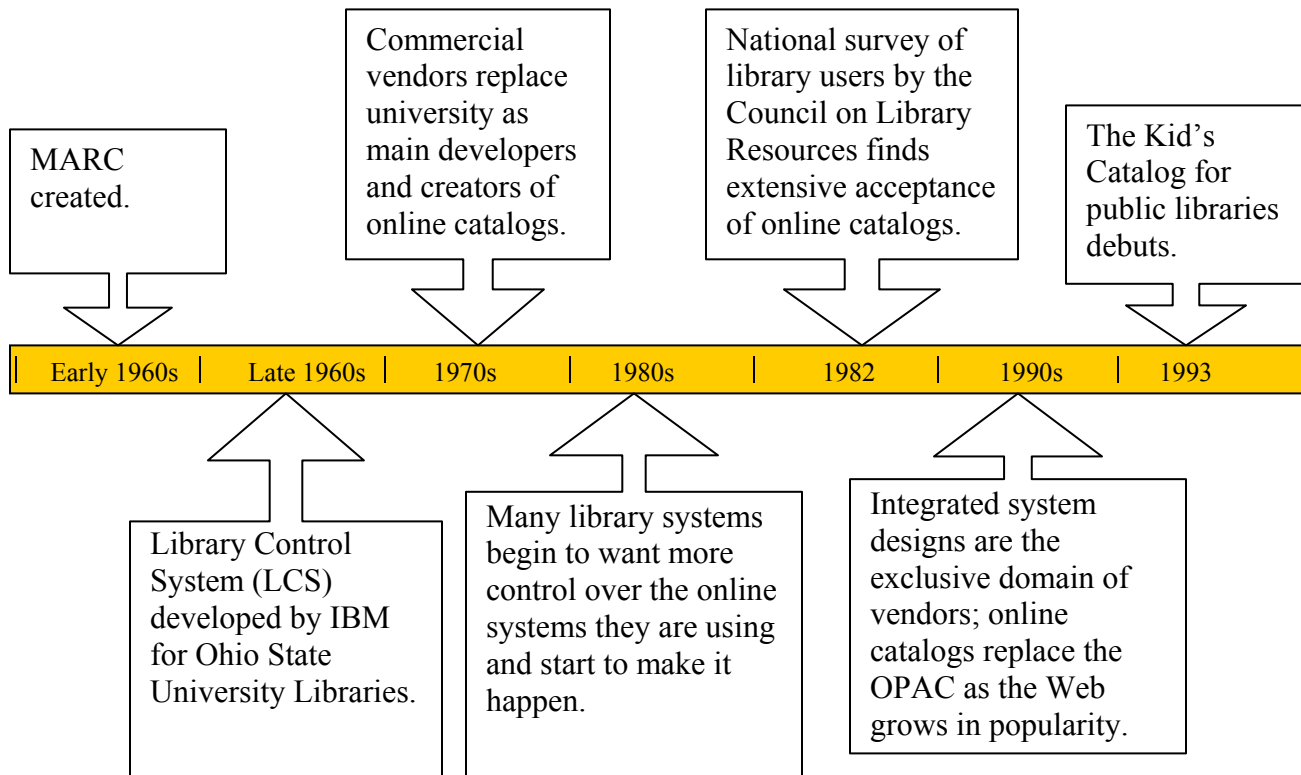 Commercial
vendors replace
university as
main developers
and creators of
online catalogs.
National survey of
library users by the
Council on Library
Resources finds
extensive acceptance
of online catalogs.
MARC
created.
The Kid’s
Catalog for
public libraries
debuts.
Early 1960s Late 1960s 1970s 1980s 1982 1990s 1993
Library Control
System (LCS)
developed by IBM
for Ohio State
University Libraries.
Many library systems
begin to want more
control over the online
systems they are using
and start to make it
happen.
Integrated system
designs are the
exclusive domain of
vendors; online
catalogs replace the
OPAC as the Web
grows in popularity.